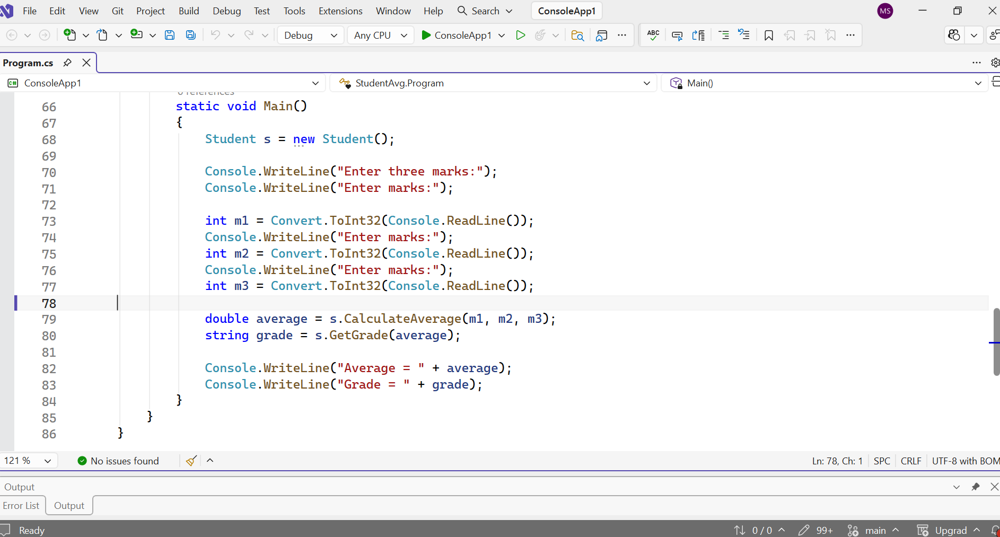 File Edit View Git Project Build Debug Test Tools Extensions Window Help Search ConsoleApp1 MS
Debug Any CPU ConsoleApp1 ABC
Program.cs
C# ConsoleApp1 StudentAvg.Program Main()
0 references
66 static void Main()
67 {
68 Student s = new Student();
69
70 Console.WriteLine("Enter three marks:");
71 Console.WriteLine("Enter marks:");
72
73 int m1 = Convert.ToInt32(Console.ReadLine());
74 Console.WriteLine("Enter marks:");
75 int m2 = Convert.ToInt32(Console.ReadLine());
76 Console.WriteLine("Enter marks:");
77 int m3 = Convert.ToInt32(Console.ReadLine());
78
79 double average = s.CalculateAverage(m1, m2, m3);
80 string grade = s.GetGrade(average);
81
82 Console.WriteLine("Average = " + average);
83 Console.WriteLine("Grade = " + grade);
84 }
85 }
86 }
121 % No issues found Ln: 78, Ch: 1 SPC CRLF UTF-8 with BOM
Output
Error List Output
Ready 0 / 0 99+ main Upgrad